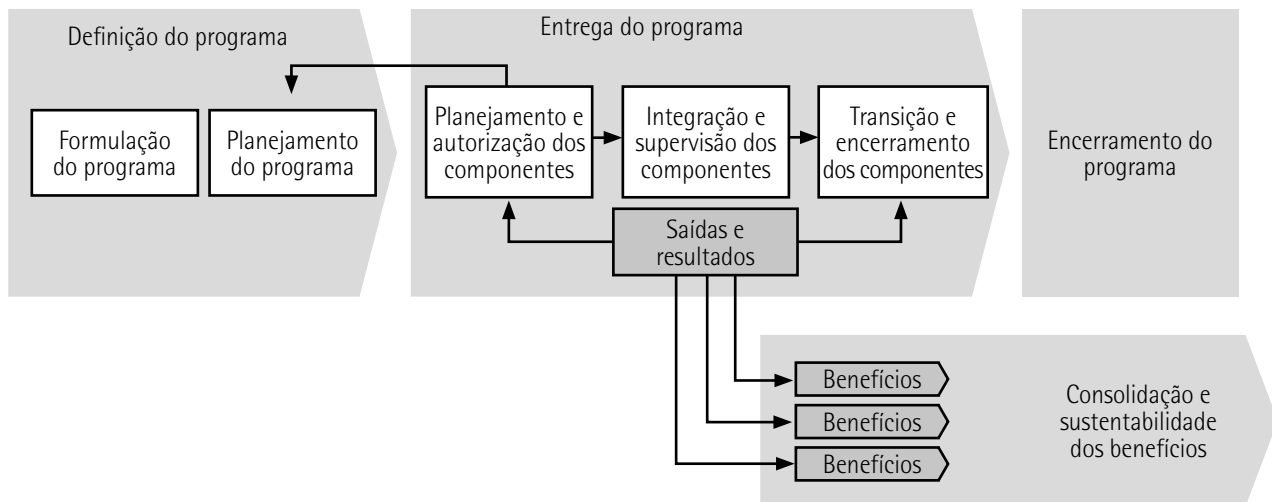 Definição do programa
Entrega do programa
Formulação
do programa
Planejamento
do programa
Planejamento e
autorização dos
componentes
Integração e
supervisão dos
componentes
Transição e
encerramento
dos componentes
Encerramento do
programa
Saídas e
resultados
Benefícios
Benefícios
Benefícios
Consolidação e
sustentabilidade
dos benefícios